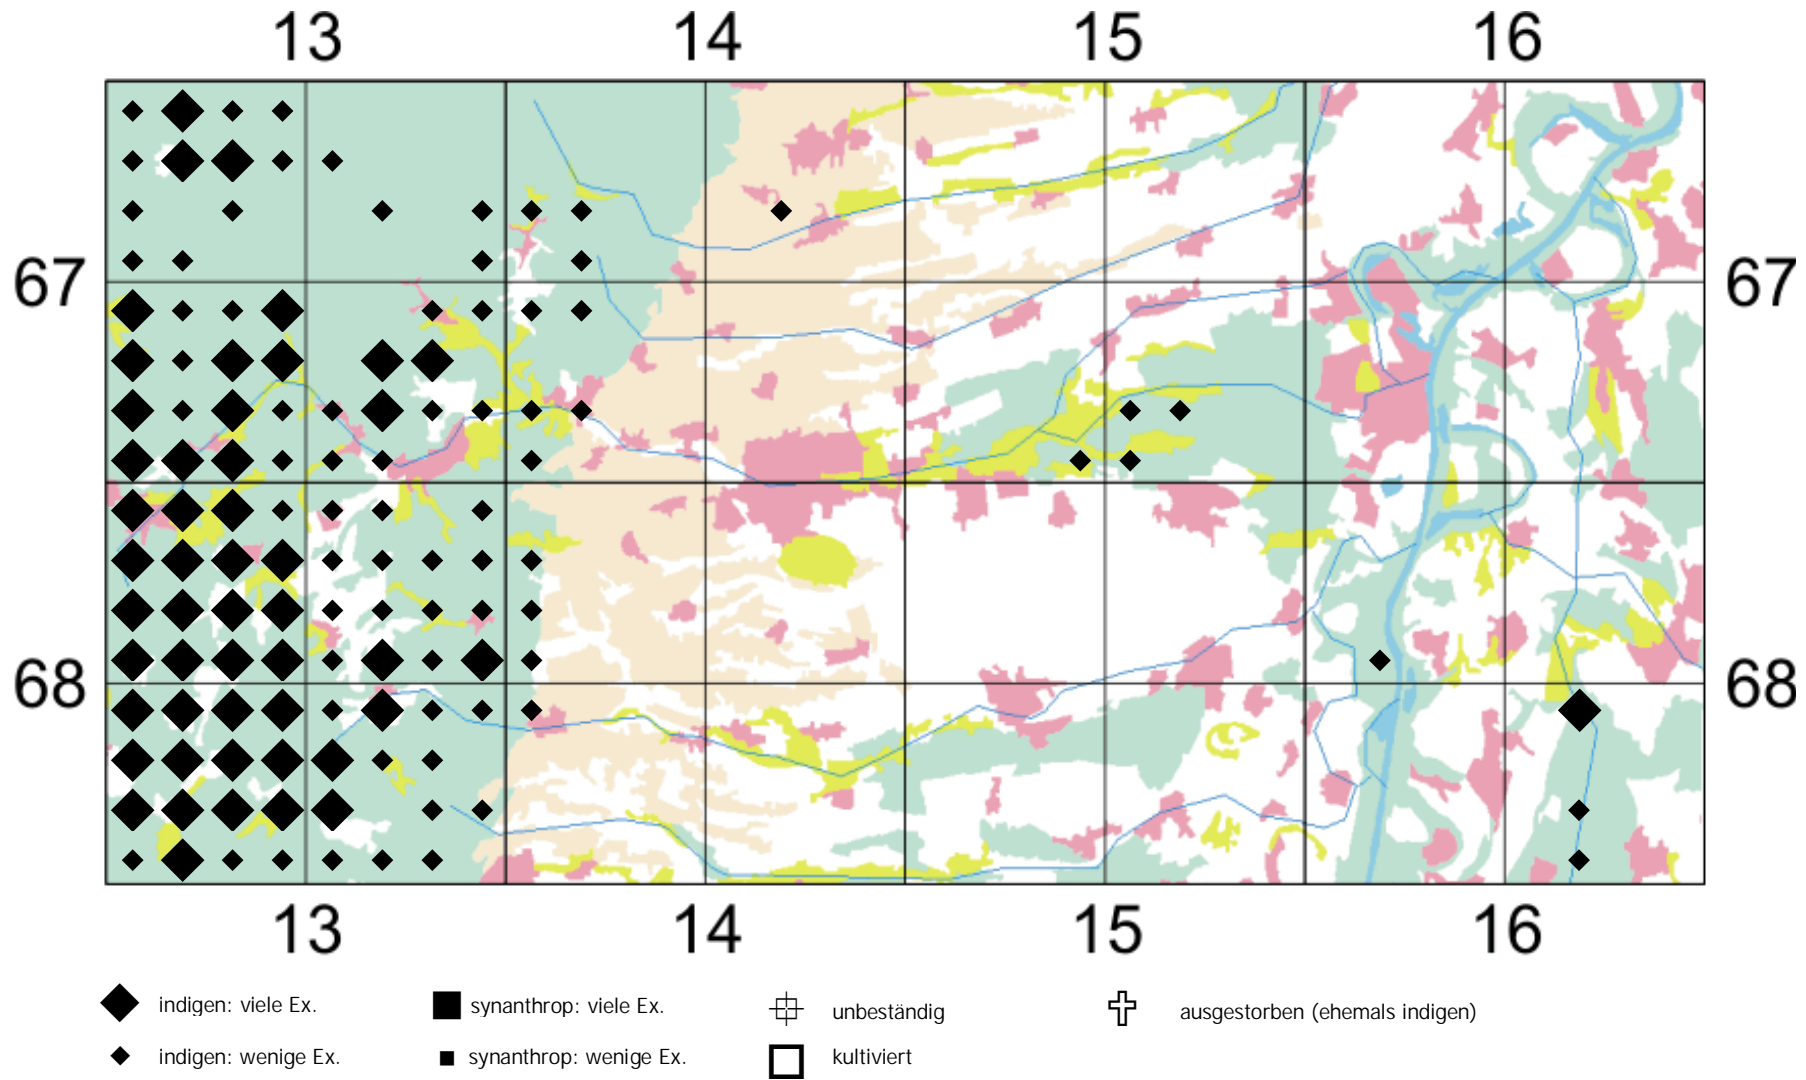 13 14 15 16
67 67
68 68
13 14 15 16
indigen: viele Ex. synanthrop: viele Ex. unbeständig ausgestorben (ehemals indigen)
indigen: wenige Ex. synanthrop: wenige Ex. kultiviert